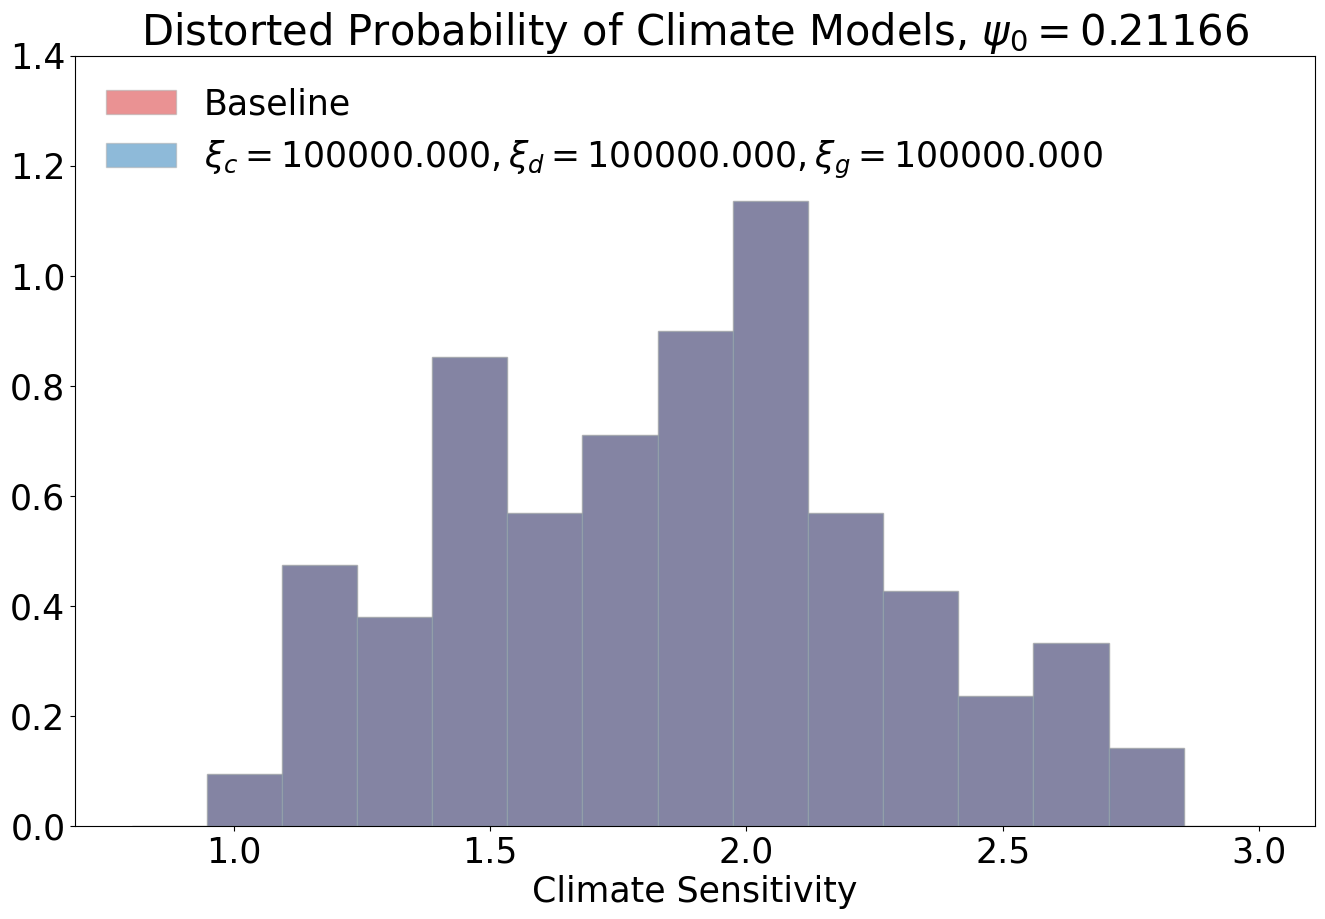 Distorted Probability of Climate Models, ψ₀ = 0.21166
1.4
Baseline
ξ_c = 100000.000, ξ_d = 100000.000, ξ_g = 100000.000
1.2
1.0
0.8
0.6
0.4
0.2
0.0
1.0 1.5 2.0 2.5 3.0
Climate Sensitivity